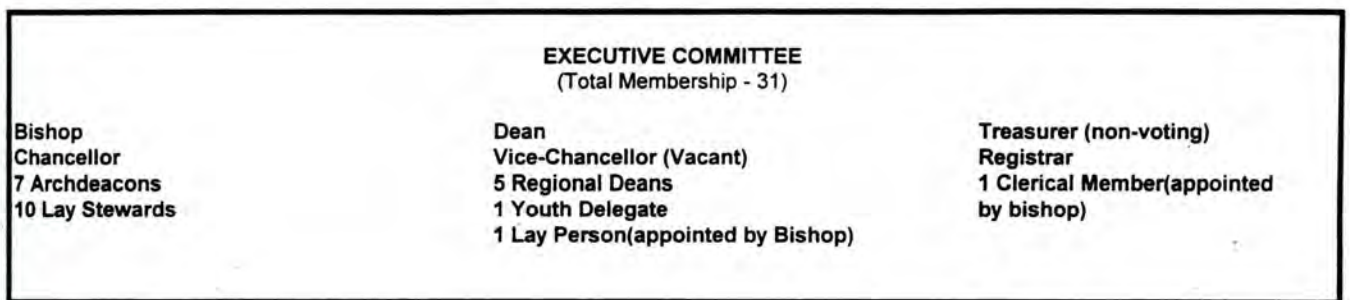 EXECUTIVE COMMITTEE
(Total Membership - 31)
Bishop
Chancellor
7 Archdeacons
10 Lay Stewards
Dean
Vice-Chancellor (Vacant)
5 Regional Deans
1 Youth Delegate
1 Lay Person(appointed by Bishop)
Treasurer (non-voting)
Registrar
1 Clerical Member(appointed
by bishop)